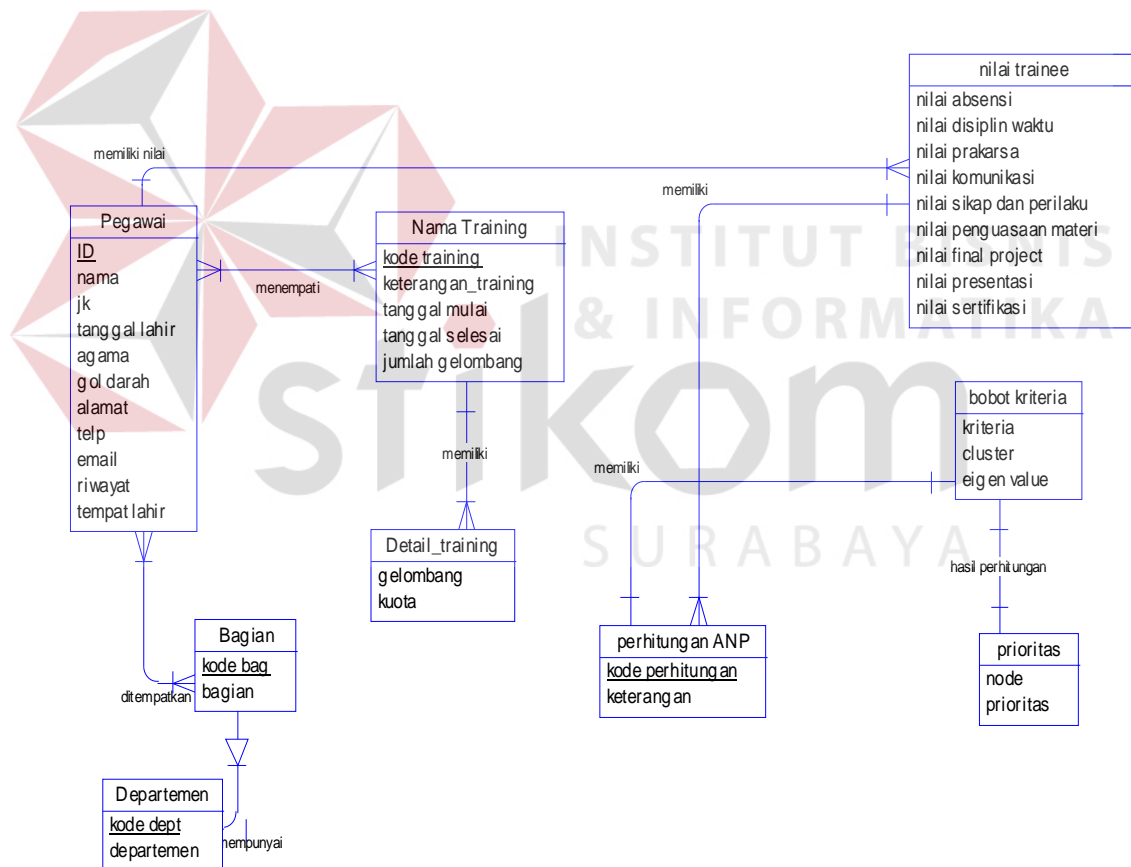 nilai trainee
nilai absensi
nilai disiplin waktu
nilai prakarsa
nilai komunikasi
nilai sikap dan perilaku
nilai penguasaan materi
nilai final project
nilai presentasi
nilai sertifikasi
memiliki nilai
memiliki
Pegawai
ID
nama
jk
tanggal lahir
agama
gol darah
alamat
telp
email
riwayat
tempat lahir
menempati
Nama Training
kode training
keterangan_training
tanggal mulai
tanggal selesai
jumlah gelombang
INSTITUT BISNIS
& INFORMATIKA
stikom
SURABAYA
memiliki
Detail_training
gelombang
kuota
memiliki
bobot kriteria
kriteria
cluster
eigen value
hasil perhitungan
prioritas
node
prioritas
perhitungan ANP
kode perhitungan
keterangan
Bagian
kode bag
bagian
ditempatkan
Departemen
kode dept
departemen
mempunyai